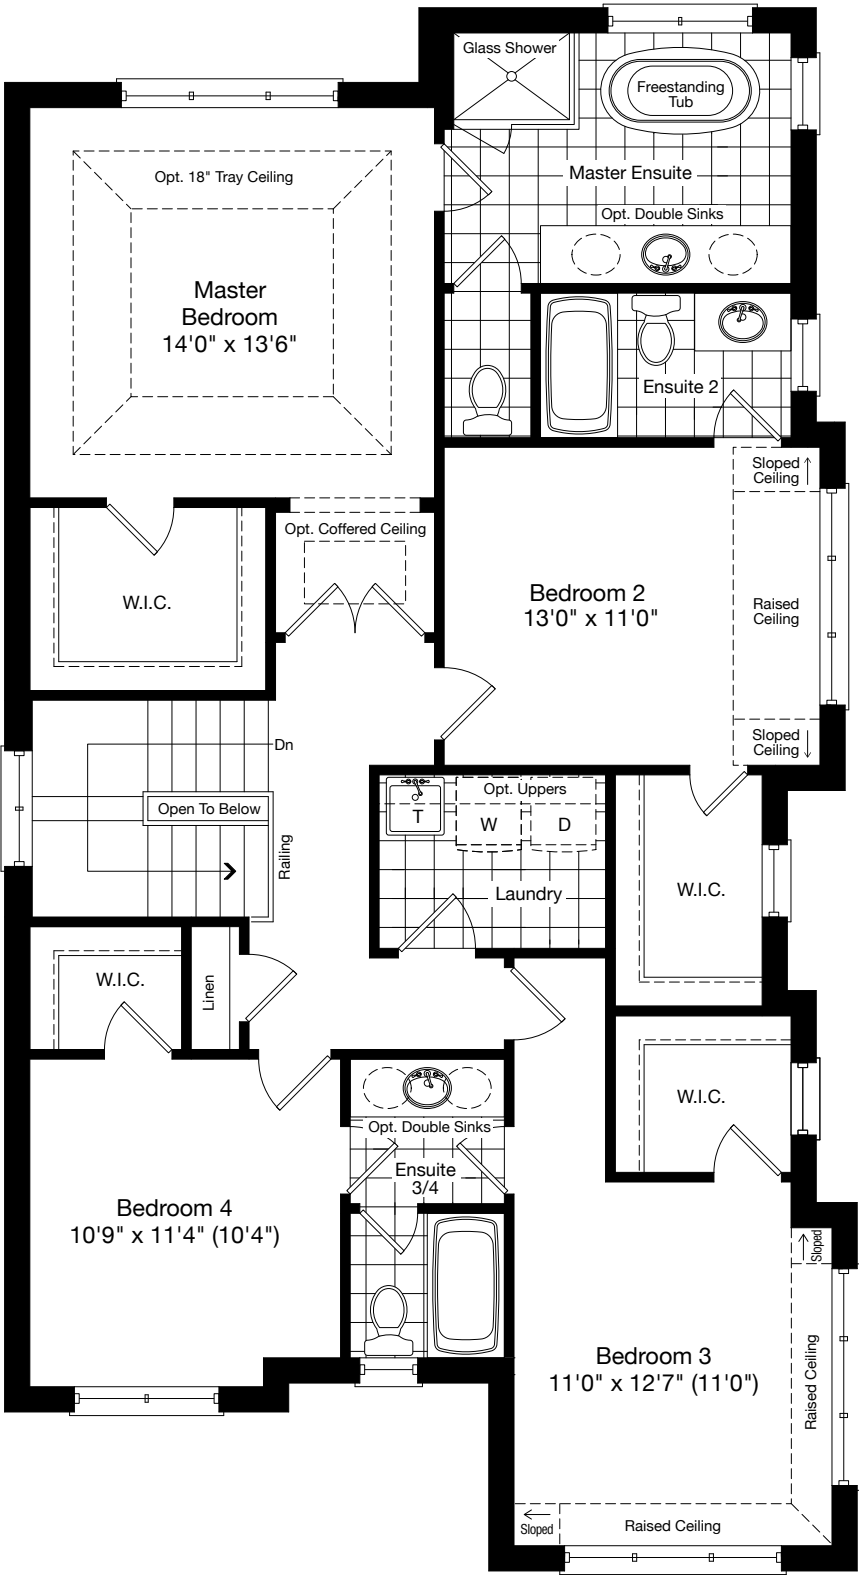 Glass Shower
Freestanding
Tub
Opt. 18" Tray Ceiling
Master Ensuite
Opt. Double Sinks
Master
Bedroom
14'0" x 13'6"
Ensuite 2
Sloped
Ceiling
Opt. Coffered Ceiling
W.I.C.
Bedroom 2
13'0" x 11'0"
Raised
Ceiling
Sloped
Ceiling
Dn
Open To Below
Railing
Opt. Uppers
T
W
D
Laundry
W.I.C.
W.I.C.
Linen
W.I.C.
Opt. Double Sinks
Ensuite
3/4
Bedroom 4
10'9" x 11'4" (10'4")
Sloped
Bedroom 3
11'0" x 12'7" (11'0")
Raised Ceiling
Sloped
Raised Ceiling